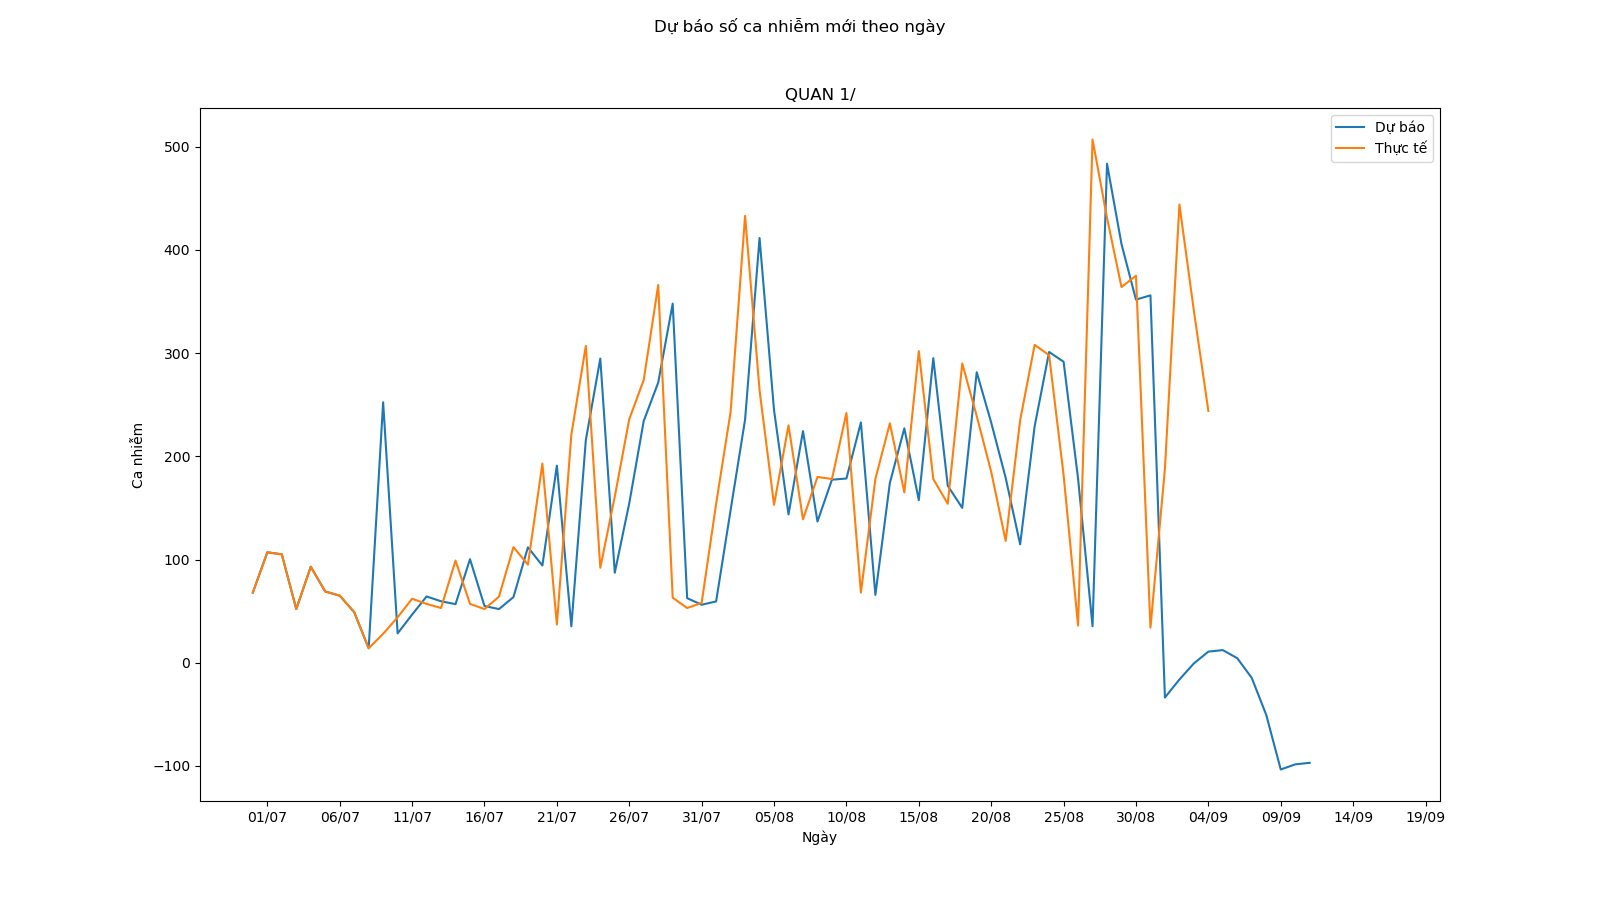 Dự báo số ca nhiễm mới theo ngày
QUAN 1/
Dự báo
Thực tế
Ca nhiễm
500
400
300
200
100
0
−100
01/07 06/07 11/07 16/07 21/07 26/07 31/07 05/08 10/08 15/08 20/08 25/08 30/08 04/09 09/09 14/09 19/09
Ngày